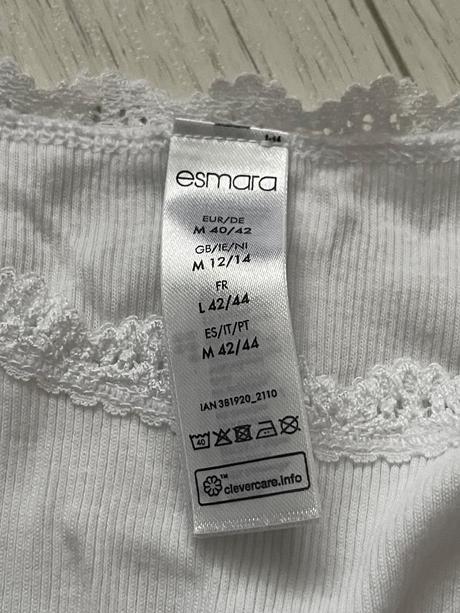 esmara
EUR/DE
M 40/42
GB/IE/NI
M 12/14
FR
L 42/44
ES/IT/PT
M 42/44
IAN 381920_2110
40
clevercare.info